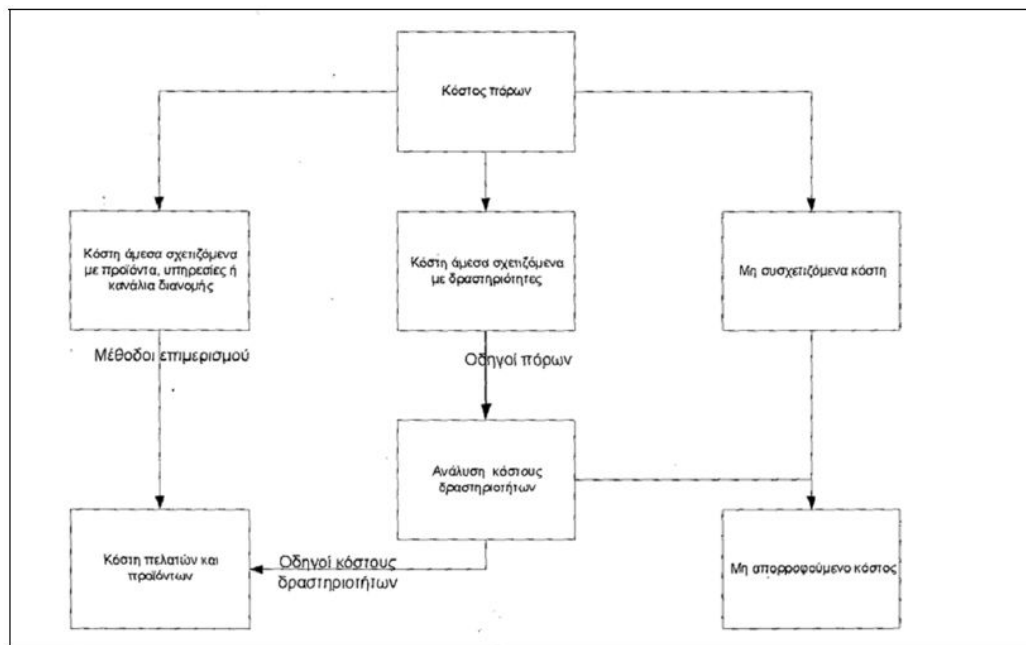 Κόστος πόρων
Κόστη άμεσα σχετιζόμενα
με προϊόντα, υπηρεσίες ή
κανάλια διανομής
Κόστη άμεσα σχετιζόμενα
με δραστηριότητες
Μη συσχετιζόμενα κόστη
Μέθοδοι επιμερισμού
Οδηγοί πόρων
Ανάλυση κόστους
δραστηριοτήτων
Κόστη πελατών και
προϊόντων
Οδηγοί κόστους
δραστηριοτήτων
Μη απορροφούμενο κόστος